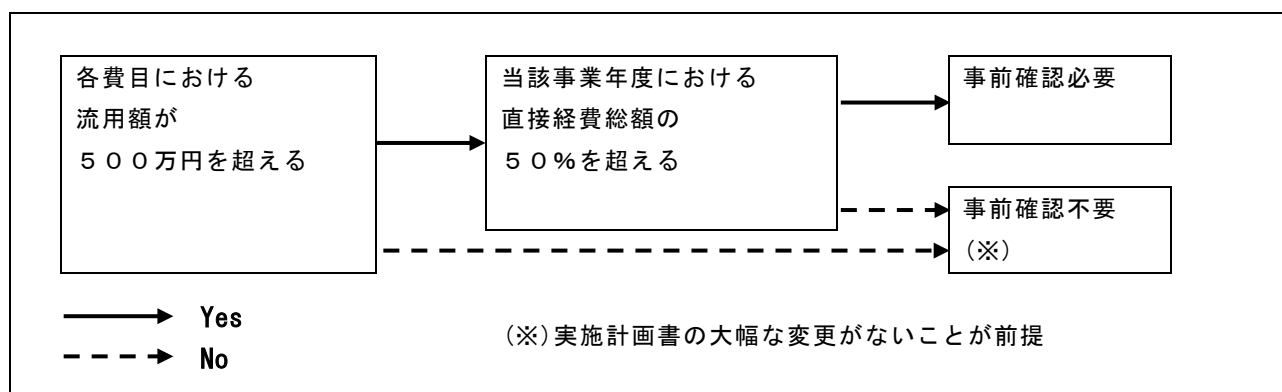 各費目における
流用額が
５００万円を超える
当該事業年度における
直接経費総額の
５０％を超える
事前確認必要
事前確認不要
(※)
Yes
No
(※)実施計画書の大幅な変更がないことが前提